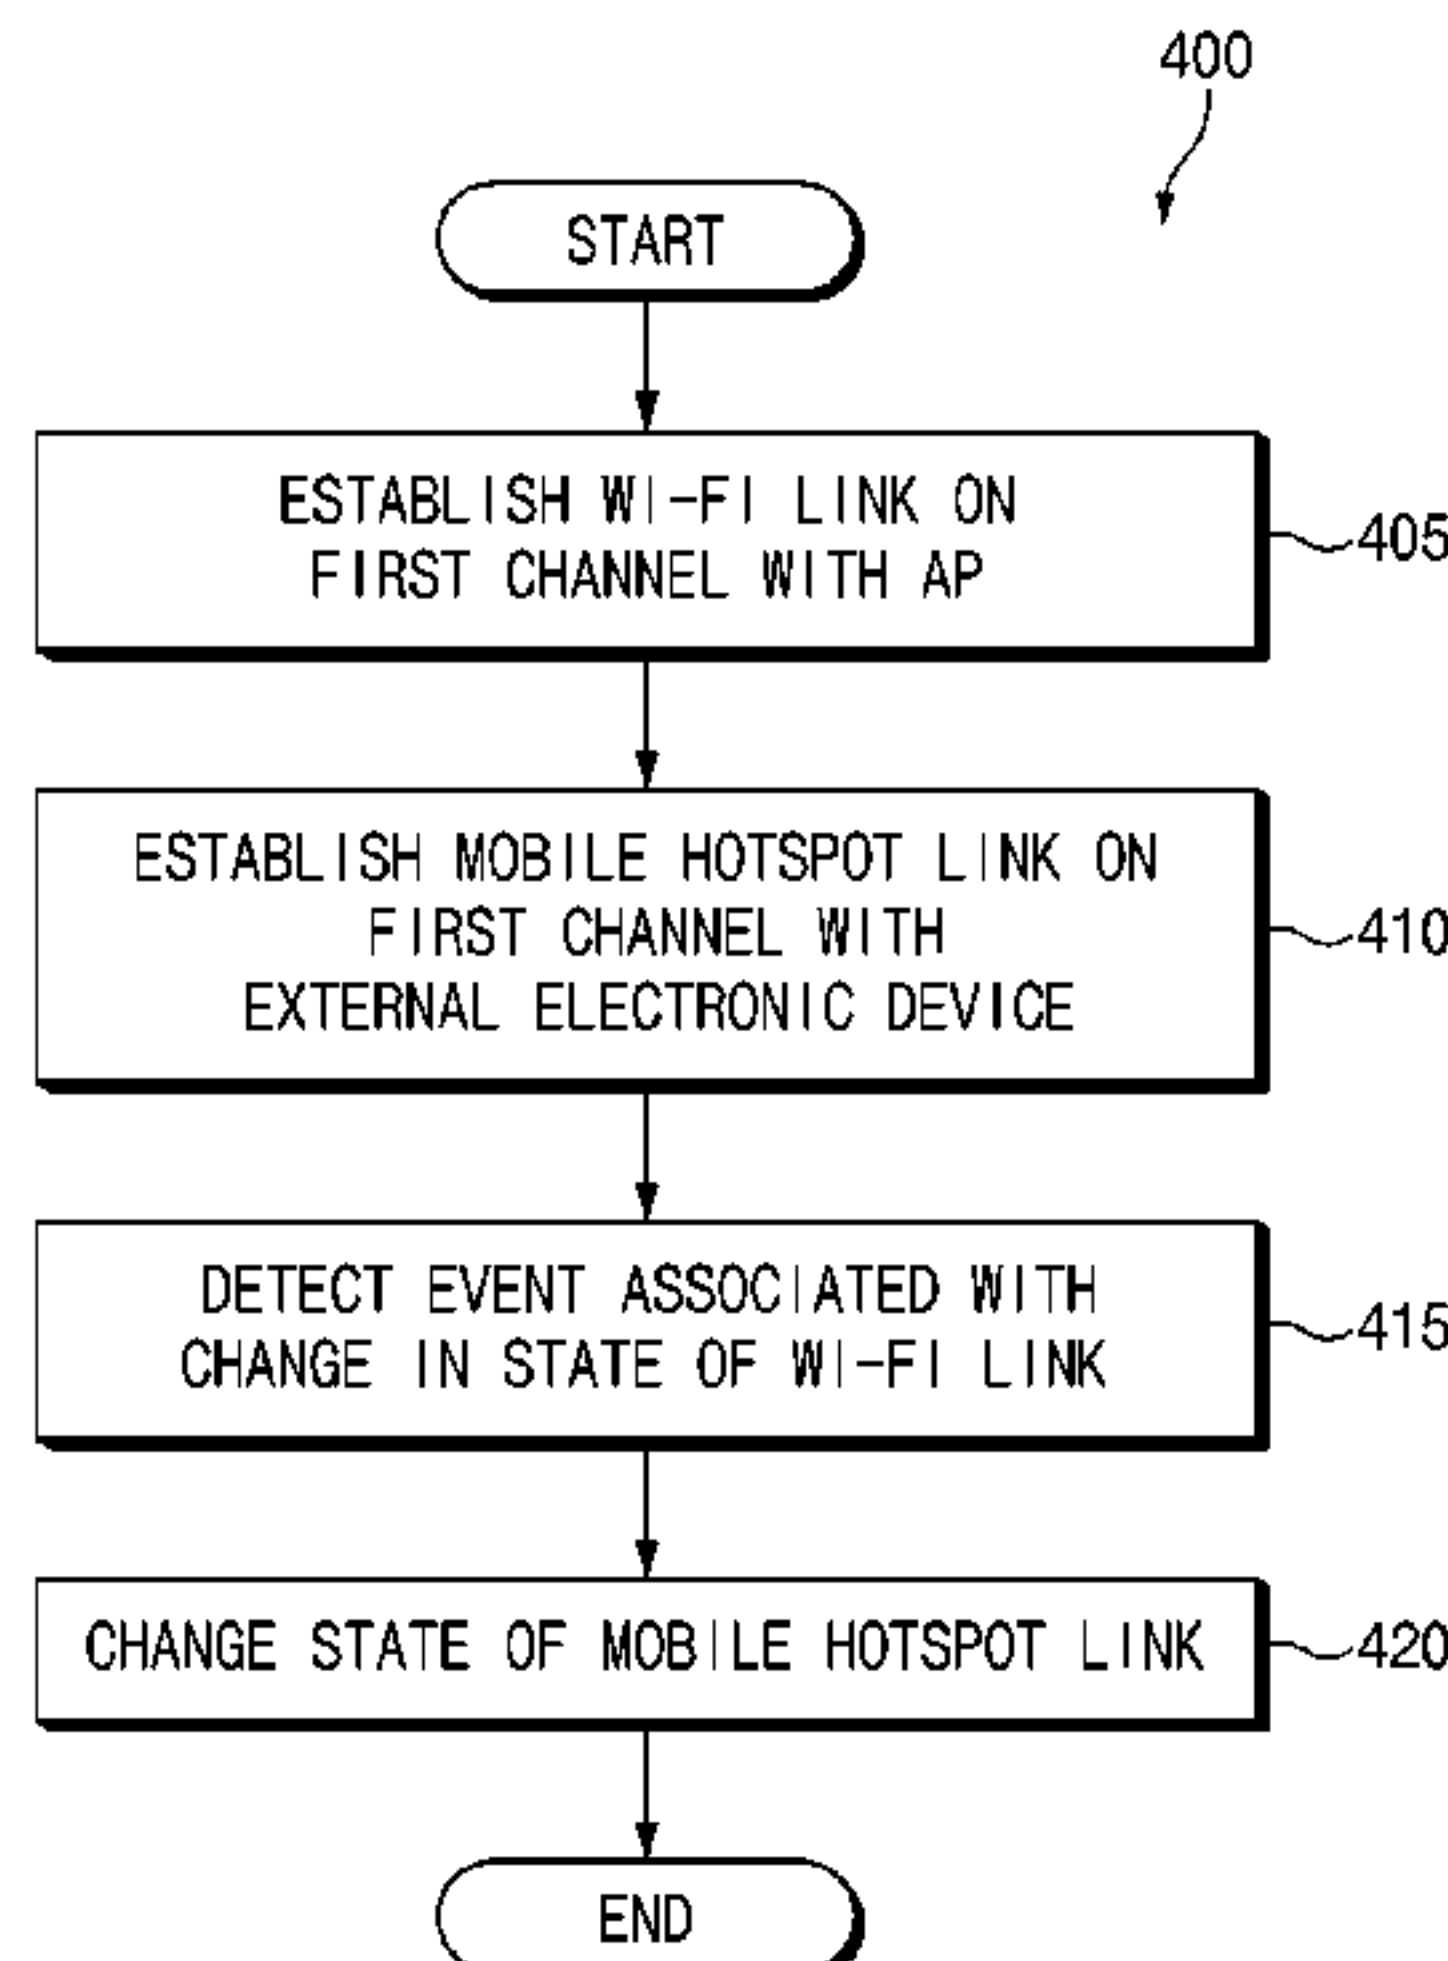 400
START
ESTABLISH WI-FI LINK ON
FIRST CHANNEL WITH AP
405
ESTABLISH MOBILE HOTSPOT LINK ON
FIRST CHANNEL WITH
EXTERNAL ELECTRONIC DEVICE
410
DETECT EVENT ASSOCIATED WITH
CHANGE IN STATE OF WI-FI LINK
415
CHANGE STATE OF MOBILE HOTSPOT LINK
420
END